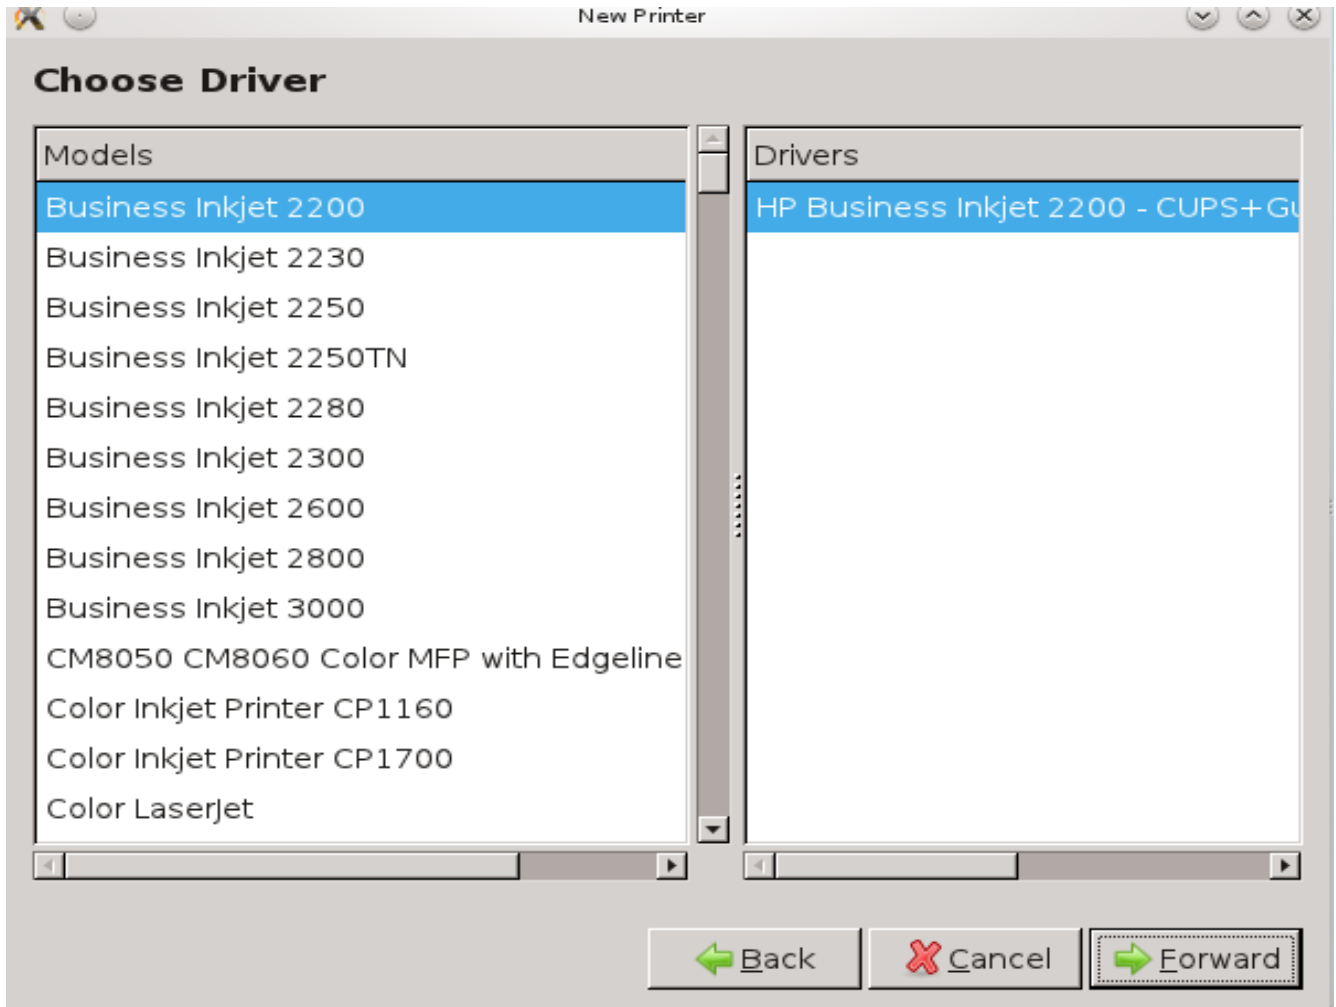 New Printer
Choose Driver
Models
Business Inkjet 2200
Business Inkjet 2230
Business Inkjet 2250
Business Inkjet 2250TN
Business Inkjet 2280
Business Inkjet 2300
Business Inkjet 2600
Business Inkjet 2800
Business Inkjet 3000
CM8050 CM8060 Color MFP with Edgeline
Color Inkjet Printer CP1160
Color Inkjet Printer CP1700
Color LaserJet
Drivers
HP Business Inkjet 2200 - CUPS+Gu
Back
Cancel
Forward